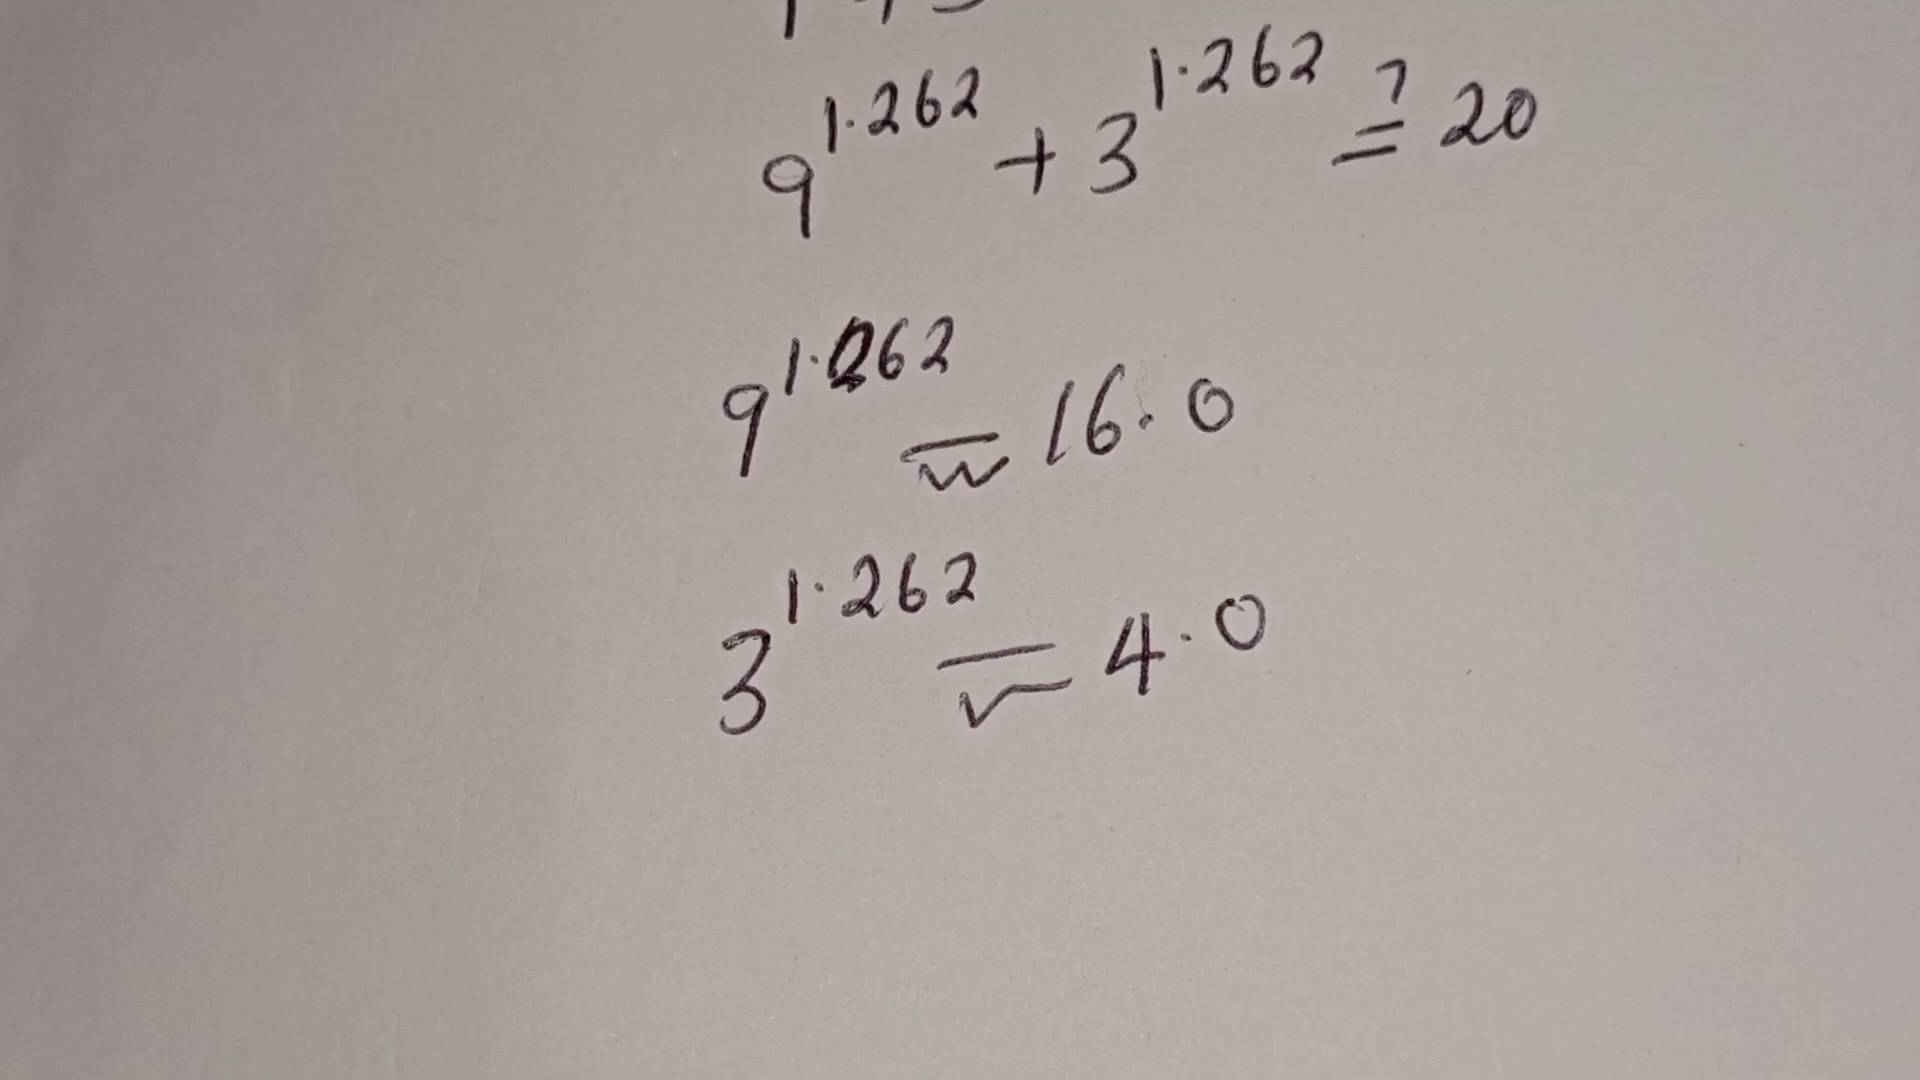 9^1.262 + 3^1.262 ?= 20
9^1.262 ≈ 16.0
3^1.262 ≈ 4.0